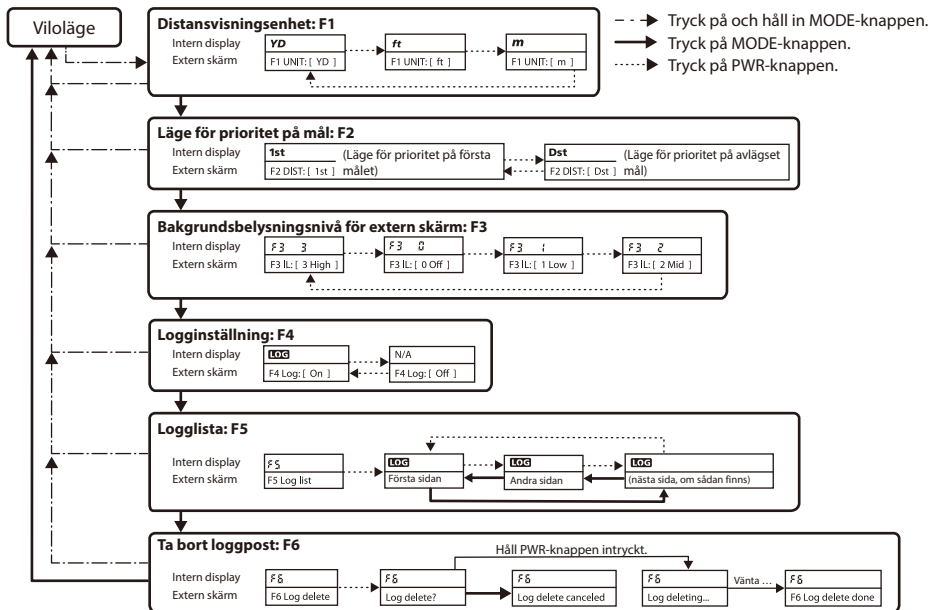 Viloläge
Tryck på och håll in MODE-knappen.
Tryck på MODE-knappen.
Tryck på PWR-knappen.
Distansvisningsenhet: F1
Intern display YD ft m
Extern skärm F1 UNIT: [ YD ] F1 UNIT: [ ft ] F1 UNIT: [ m ]
Läge för prioritet på mål: F2
Intern display 1st (Läge för prioritet på första målet) Dst (Läge för prioritet på avlägset mål)
Extern skärm F2 DIST: [ 1st ] F2 DIST: [ Dst ]
Bakgrundsbelysningsnivå för extern skärm: F3
Intern display F3 3 F3 0 F3 1 F3 2
Extern skärm F3 IL: [ 3 High ] F3 IL: [ 0 Off ] F3 IL: [ 1 Low ] F3 IL: [ 2 Mid ]
Logginställning: F4
Intern display LOG N/A
Extern skärm F4 Log: [ On ] F4 Log: [ Off ]
Logglista: F5
Intern display F5 LOG LOG LOG
Extern skärm F5 Log list Första sidan Andra sidan (nästa sida, om sådan finns)
Ta bort loggpost: F6
Håll PWR-knappen intryckt.
Intern display F6 F6 F6 F6 Vänta … F6
Extern skärm F6 Log delete Log delete? Log delete canceled Log deleting... F6 Log delete done